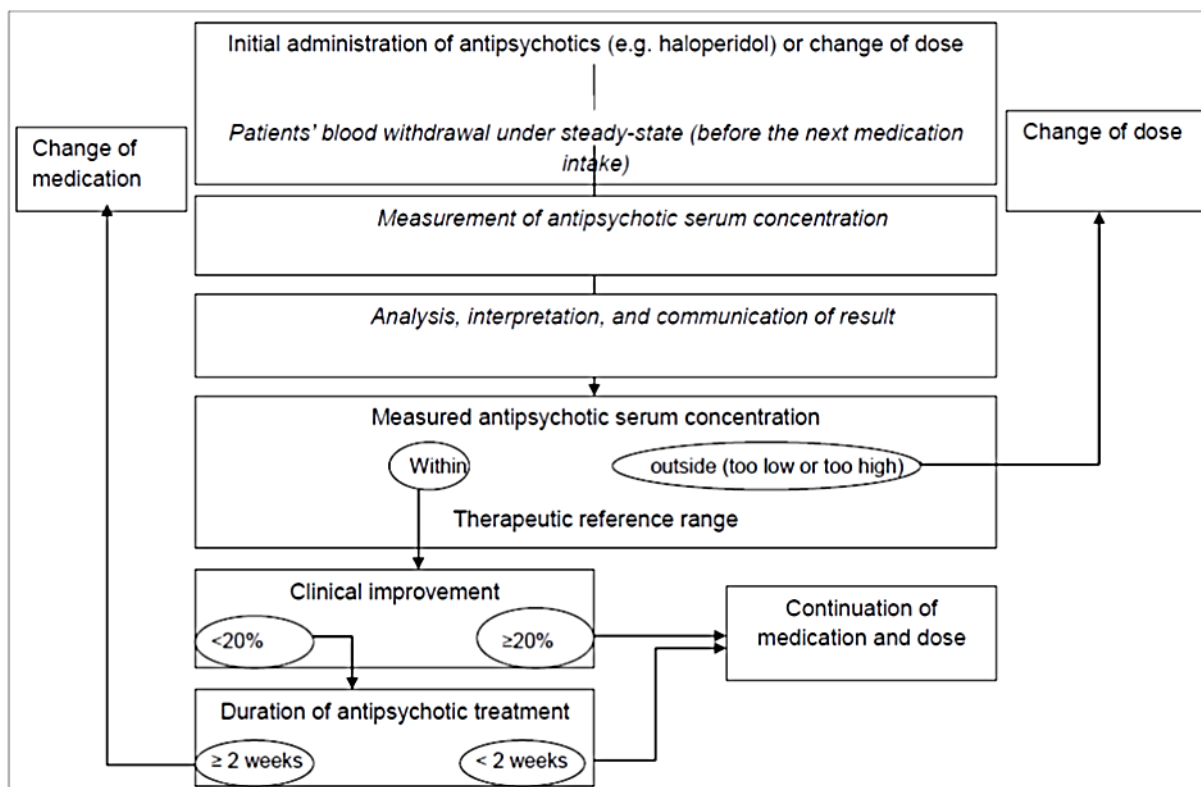 Initial administration of antipsychotics (e.g. haloperidol) or change of dose
Patients' blood withdrawal under steady-state (before the next medication
intake)
Change of
medication
Change of dose
Measurement of antipsychotic serum concentration
Analysis, interpretation, and communication of result
Measured antipsychotic serum concentration
Within
outside (too low or too high)
Therapeutic reference range
Clinical improvement
<20%
≥20%
Continuation of
medication and dose
Duration of antipsychotic treatment
≥ 2 weeks
< 2 weeks